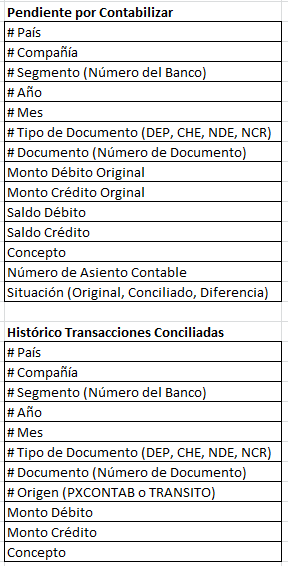 Pendiente por Contabilizar
# País
# Compañía
# Segmento (Número del Banco)
# Año
# Mes
# Tipo de Documento (DEP, CHE, NDE, NCR)
# Documento (Número de Documento)
Monto Débito Original
Monto Crédito Orginal
Saldo Débito
Saldo Crédito
Concepto
Número de Asiento Contable
Situación (Original, Conciliado, Diferencia)
Histórico Transacciones Conciliadas
# País
# Compañía
# Segmento (Número del Banco)
# Año
# Mes
# Tipo de Documento (DEP, CHE, NDE, NCR)
# Documento (Número de Documento)
# Origen (PXCONTAB o TRANSITO)
Monto Débito
Monto Crédito
Concepto